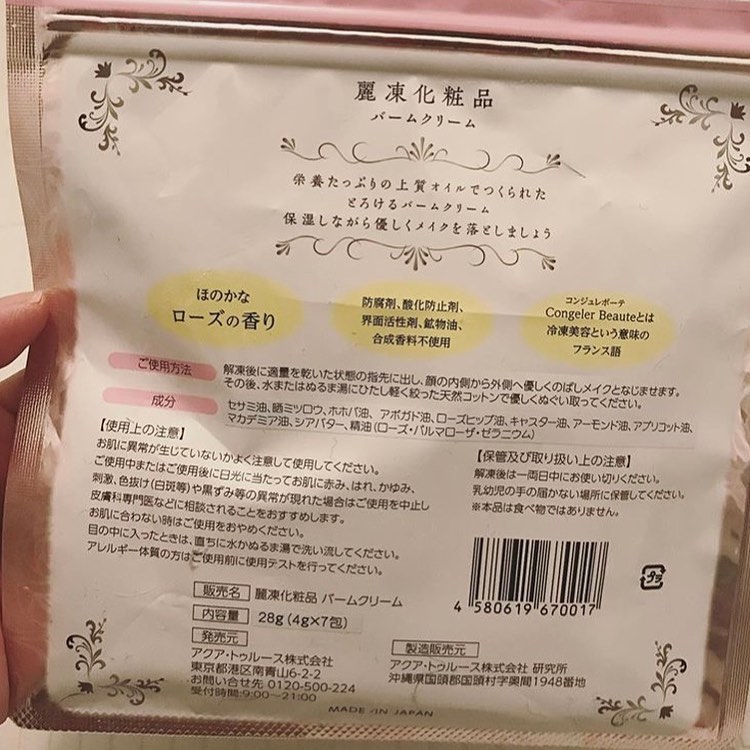 麗凍化粧品
バームクリーム
栄養たっぷりの上質オイルでつくられた
とろけるバームクリーム
保湿しながら優しくメイクを落としましょう
ほのかな
ローズの香り
防腐剤、酸化防止剤、
界面活性剤、鉱物油、
合成香料不使用
コンジュレボーテ
Congeler Beauteとは
冷凍美容という意味の
フランス語
ご使用方法
解凍後に適量を乾いた状態の指先に出し、顔の内側から外側へ優しくのばしメイクとなじませます。
その後、水またはぬるま湯にひたし軽く絞った天然コットンで優しくぬぐい取ってください。
成分
セサミ油、晒ミツロウ、ホホバ油、アボガド油、ローズヒップ油、キャスター油、アーモンド油、アプリコット油、
マカデミア油、シアバター、精油(ローズ・パルマローザ・ゼラニウム)
【使用上の注意】
お肌に異常が生じていないかよく注意して使用してください。
ご使用中またはご使用後に日光に当たってお肌に赤み、はれ、かゆみ、
刺激、色抜け(白斑等)や黒ずみ等の異常が現れた場合はご使用を中止し
皮膚科専門医などに相談されることをおすすめします。
お肌に合わない時はご使用をおやめください。
目の中に入ったときは、直ちに水かぬるま湯で洗い流してください。
アレルギー体質の方はご使用前に使用テストを行ってください。
【保管及び取り扱い上の注意】
解凍後は一両日中にお使い切りください。
乳幼児の手の届かない場所に保管してください。
※本品は食べ物ではありません。
4 580619 670017
プラ
販売名 麗凍化粧品 バームクリーム
内容量 28g(4g×7包)
発売元
アクア・トゥルース株式会社
東京都港区南青山6-2-2
お問い合せ先 0120-500-224
受付時間:9:00~21:00
製造販売元
アクア・トゥルース株式会社 研究所
沖縄県国頭郡国頭村字奥間1948番地
MADE IN JAPAN